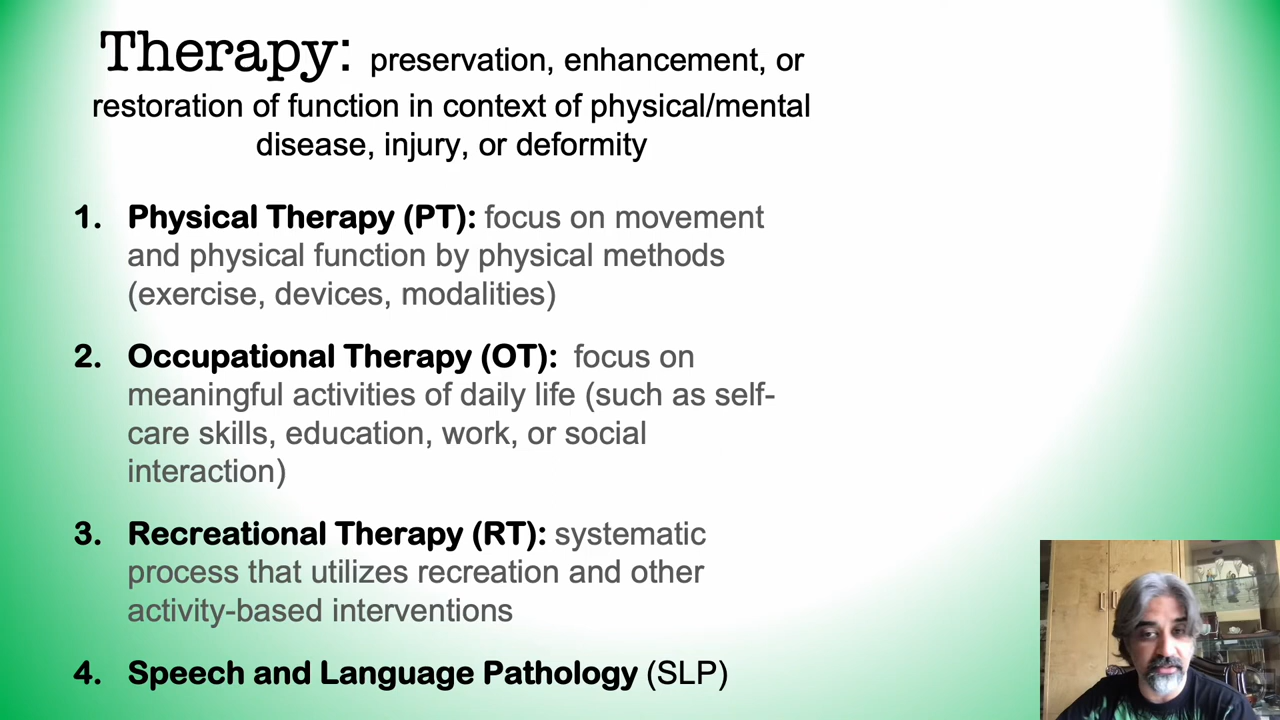 Therapy: preservation, enhancement, or
restoration of function in context of physical/mental
disease, injury, or deformity
1. Physical Therapy (PT): focus on movement
and physical function by physical methods
(exercise, devices, modalities)
2. Occupational Therapy (OT): focus on
meaningful activities of daily life (such as self-
care skills, education, work, or social
interaction)
3. Recreational Therapy (RT): systematic
process that utilizes recreation and other
activity-based interventions
4. Speech and Language Pathology (SLP)